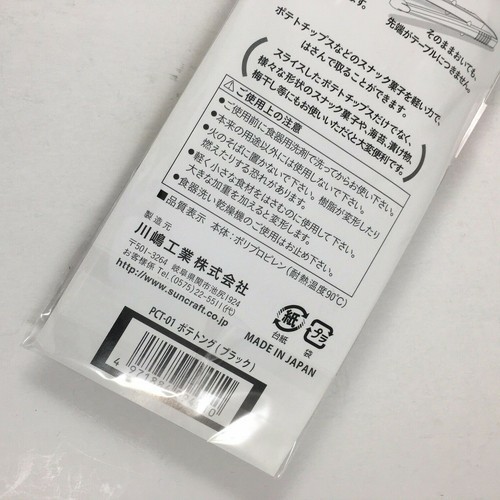 ます。
そのままおいても、
先端がテーブルにつきません。
ポテトチップスなどのスナック菓子を軽い力で、
はさんで取ることができます。
スライスしたポテトチップスだけでなく、
様々な形状のスナック菓子や、海苔、漬け物、
梅干し等にもお使いいただくと大変便利です。
⚠ご使用上の注意
●ご使用前に食器用洗剤で洗ってからお使い下さい。
●本来の用途以外には使用しないで下さい。
●火のそばに置かないで下さい。樹脂が変形したり
燃えたりする恐れがあります。
●軽く小さな食材をはさむのに使用して下さい。
大きな加重を加えると変形します。
●食器洗い乾燥機のご使用はお止め下さい。
■品質表示 本体・ポリプロピレン(耐熱温度90℃)
製造元
川嶋工業株式会社
〒501-3264 岐阜県関市池尻1924
お客様係 Tel (0575) 22-5511(代)
http://www.suncraft.co.jp
紙
台紙
プラ
袋
MADE IN JAPAN
PCT-01 ポテトング(ブラック)